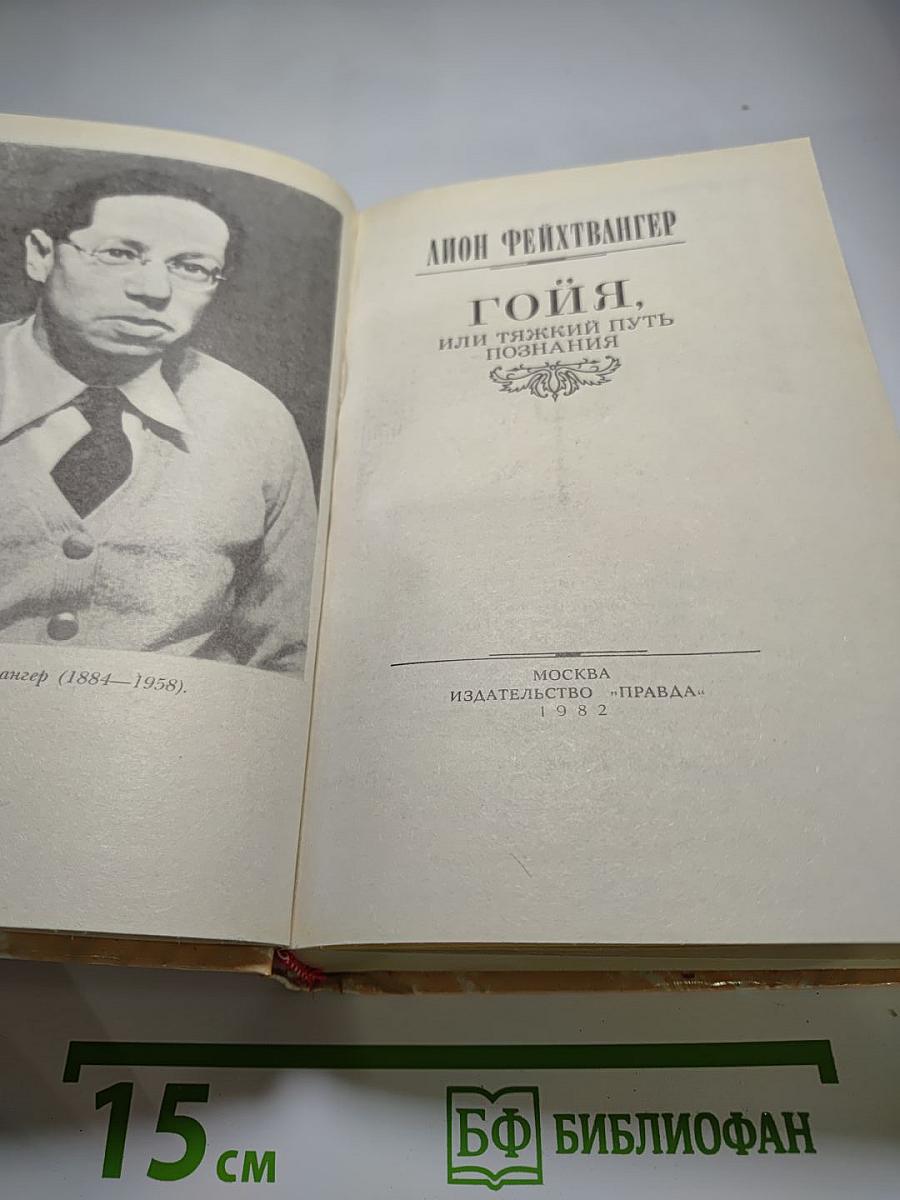 ангер (1884—1958).
ЛИОН ФЕЙХТВАНГЕР
ГОЙЯ,
ИЛИ ТЯЖКИЙ ПУТЬ
ПОЗНАНИЯ
МОСКВА
ИЗДАТЕЛЬСТВО „ПРАВДА“
1982
15 см
БФ БИБЛИОФАН